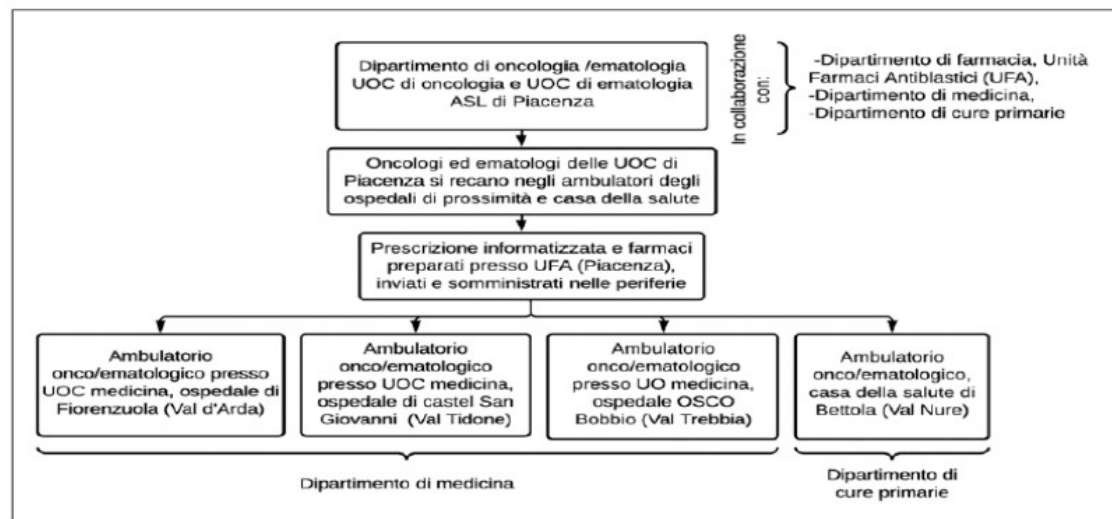 Dipartimento di oncologia /ematologia
UOC di oncologia e UOC di ematologia
ASL di Piacenza
In collaborazione
con:
-Dipartimento di farmacia, Unità
Farmaci Antiblastici (UFA),
-Dipartimento di medicina,
-Dipartimento di cure primarie
Oncologi ed ematologi delle UOC di
Piacenza si recano negli ambulatori degli
ospedali di prossimità e casa della salute
Prescrizione informatizzata e farmaci
preparati presso UFA (Piacenza),
inviati e somministrati nelle periferie
Ambulatorio
onco/ematologico presso
UOC medicina, ospedale di
Fiorenzuola (Val d'Arda)
Ambulatorio
onco/ematologico
presso UOC medicina,
ospedale di castel San
Giovanni (Val Tidone)
Ambulatorio
onco/ematologico
presso UO medicina,
ospedale OSCO
Bobbio (Val Trebbia)
Ambulatorio
onco/ematologico,
casa della salute di
Bettola (Val Nure)
Dipartimento di medicina
Dipartimento di
cure primarie